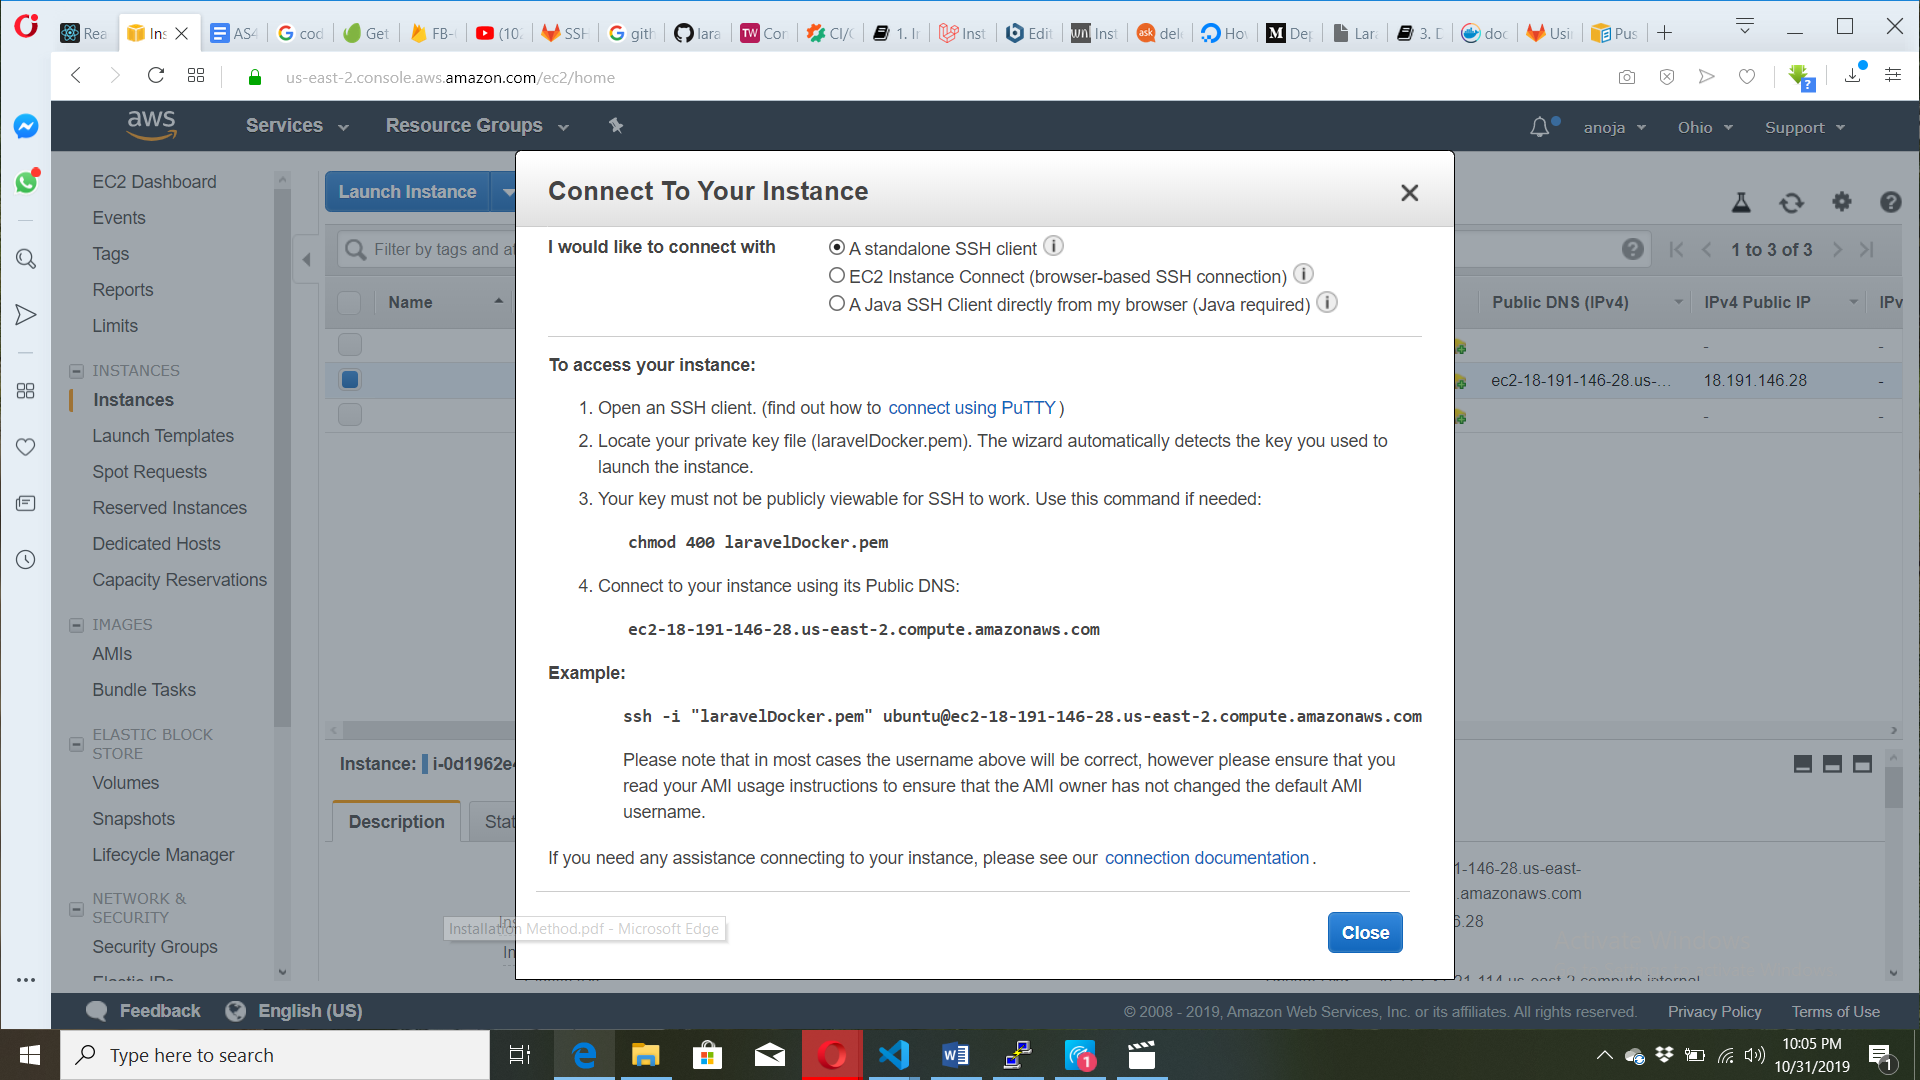 Rea
Ins
AS4
cod
Get
FB-
(102
SSH
gith
lara
Cor
CI/C
1. In
Inst
Edit
Inst
dele
Hov
Dep
Lara
3. D
doc
Usin
Pus
us-east-2.console.aws.amazon.com/ec2/home
aws
Services
Resource Groups
anoja
Ohio
Support
EC2 Dashboard
Events
Tags
Reports
Limits
INSTANCES
Instances
Launch Templates
Spot Requests
Reserved Instances
Dedicated Hosts
Capacity Reservations
IMAGES
AMIs
Bundle Tasks
ELASTIC BLOCK
STORE
Volumes
Snapshots
Lifecycle Manager
NETWORK &
SECURITY
Security Groups
Launch Instance
Filter by tags and at
1 to 3 of 3
Name
Public DNS (IPv4)
IPv4 Public IP
IPv
-
-
ec2-18-191-146-28.us-...
18.191.146.28
-
-
-
Connect To Your Instance
I would like to connect with
A standalone SSH client
EC2 Instance Connect (browser-based SSH connection)
A Java SSH Client directly from my browser (Java required)
To access your instance:
1. Open an SSH client. (find out how to connect using PuTTY)
2. Locate your private key file (laravelDocker.pem). The wizard automatically detects the key you used to
launch the instance.
3. Your key must not be publicly viewable for SSH to work. Use this command if needed:
chmod 400 laravelDocker.pem
4. Connect to your instance using its Public DNS:
ec2-18-191-146-28.us-east-2.compute.amazonaws.com
Example:
ssh -i "laravelDocker.pem" ubuntu@ec2-18-191-146-28.us-east-2.compute.amazonaws.com
Please note that in most cases the username above will be correct, however please ensure that you
read your AMI usage instructions to ensure that the AMI owner has not changed the default AMI
username.
If you need any assistance connecting to your instance, please see our connection documentation.
Close
Instance:
i-0d1962e4
Description
Stat
Ins
In
1-146-28.us-east-
.amazonaws.com
6.28
Installation Method.pdf - Microsoft Edge
Feedback
English (US)
© 2008 - 2019, Amazon Web Services, Inc. or its affiliates. All rights reserved.
Privacy Policy
Terms of Use
Type here to search
1
10:05 PM
10/31/2019
1